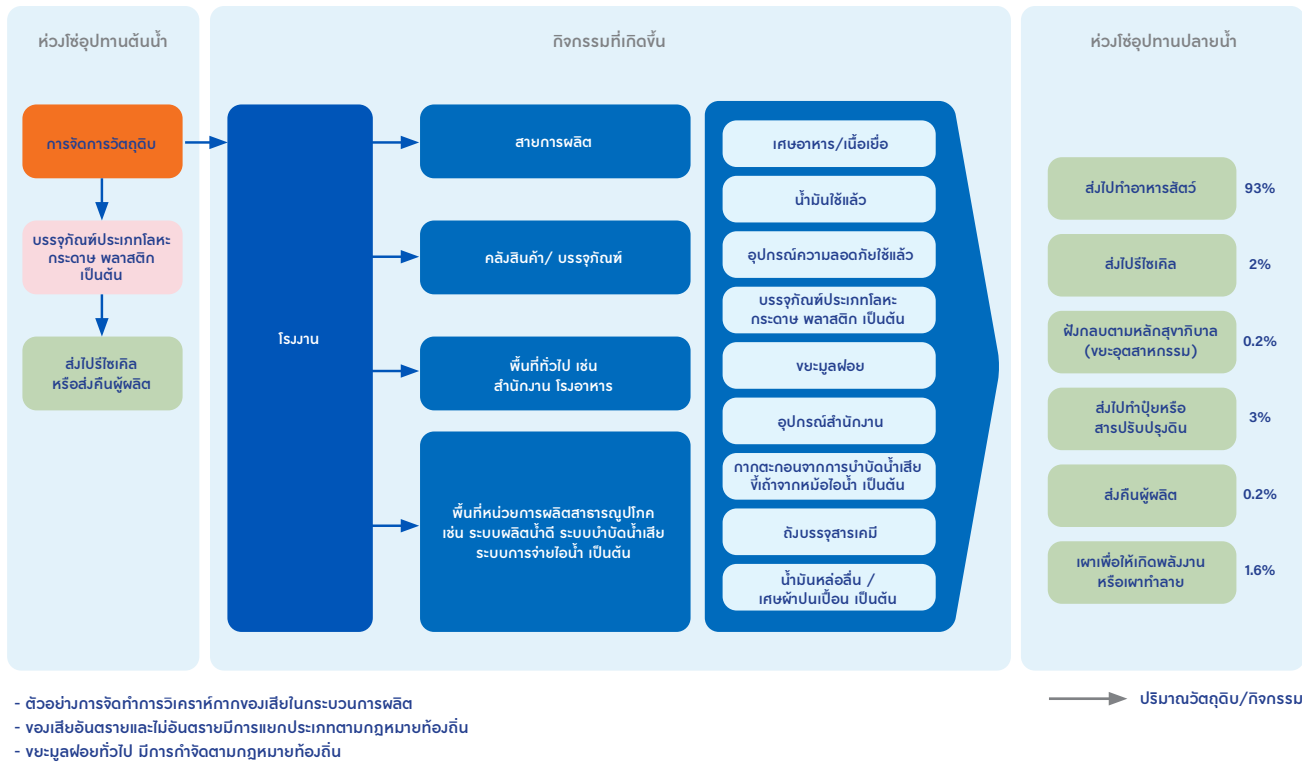 ห่วงโซ่อุปทานต้นน้ำ
การจัดการวัตถุดิบ
บรรจุภัณฑ์ประเภทโลหะ
กระดาษ พลาสติก
เป็นต้น
ส่งไปรีไซเคิล
หรือส่งคืนผู้ผลิต
กิจกรรมที่เกิดขึ้น
โรงงาน
สายการผลิต
คลังสินค้า/ บรรจุภัณฑ์
พื้นที่ทั่วไป เช่น
สำนักงาน โรงอาหาร
พื้นที่หน่วยการผลิตสาธารณูปโภค
เช่น ระบบผลิตน้ำดี ระบบบำบัดน้ำเสีย
ระบบการจ่ายไอน้ำ เป็นต้น
เศษอาหาร/เนื้อเยื่อ
น้ำมันใช้แล้ว
อุปกรณ์ความลอดภัยใช้แล้ว
บรรจุภัณฑ์ประเภทโลหะ
กระดาษ พลาสติก เป็นต้น
ขยะมูลฝอย
อุปกรณ์สำนักงาน
กากตะกอนจากการบำบัดน้ำเสีย
ขี้เถ้าจากหม้อไอน้ำ เป็นต้น
ถังบรรจุสารเคมี
น้ำมันหล่อลื่น /
เศษผ้าปนเปื้อน เป็นต้น
ห่วงโซ่อุปทานปลายน้ำ
ส่งไปทำอาหารสัตว์ 93%
ส่งไปรีไซเคิล 2%
ฝังกลบตามหลักสุขาภิบาล
(ขยะอุตสาหกรรม) 0.2%
ส่งไปทำปุ๋ยหรือ
สารปรับปรุงดิน 3%
ส่งคืนผู้ผลิต 0.2%
เผาเพื่อให้เกิดพลังงาน
หรือเผาทำลาย 1.6%
- ตัวอย่างการจัดทำการวิเคราห์กากของเสียในกระบวนการผลิต
- ของเสียอันตรายและไม่อันตรายมีการแยกประเภทตามกฎหมายท้องถิ่น
- ขยะมูลฝอยทั่วไป มีการกำจัดตามกฎหมายท้องถิ่น
ปริมาณวัตถุดิบ/กิจกรรม